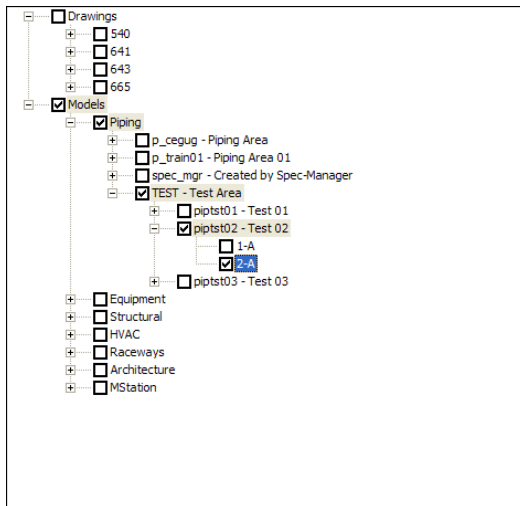 Drawings
540
641
643
665
Models
Piping
p_cegug - Piping Area
p_train01 - Piping Area 01
spec_mgr - Created by Spec-Manager
TEST - Test Area
piptst01 - Test 01
piptst02 - Test 02
1-A
2-A
piptst03 - Test 03
Equipment
Structural
HVAC
Raceways
Architecture
MStation